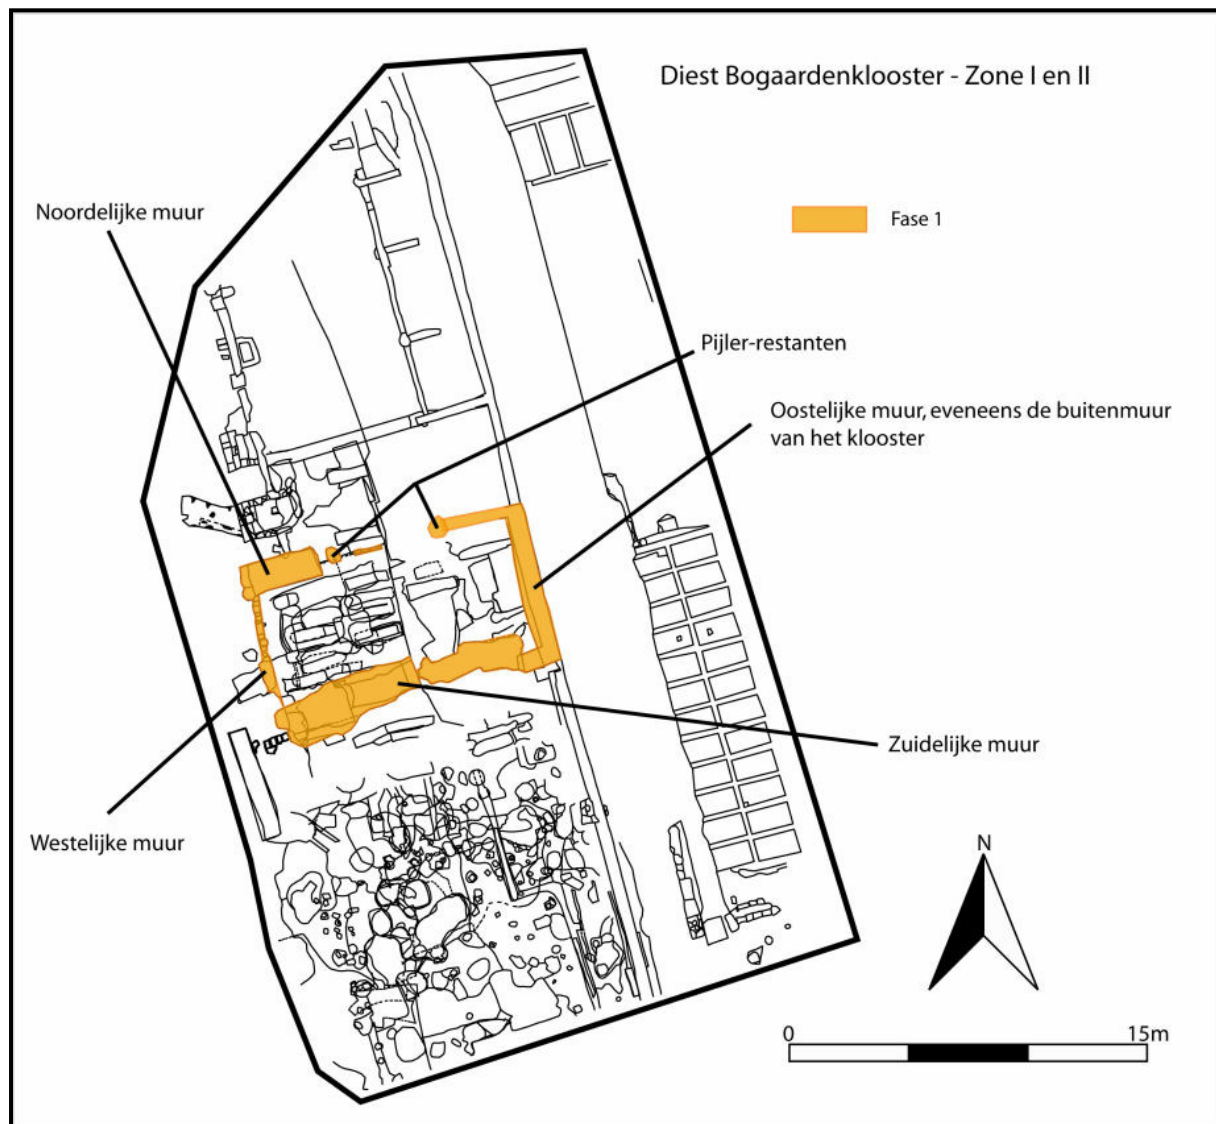 Diest Bogaardenklooster - Zone I en II
Noordelijke muur
Fase 1
Pijler-restanten
Oostelijke muur, eveneens de buitenmuur
van het klooster
Zuidelijke muur
Westelijke muur
N
0 15m